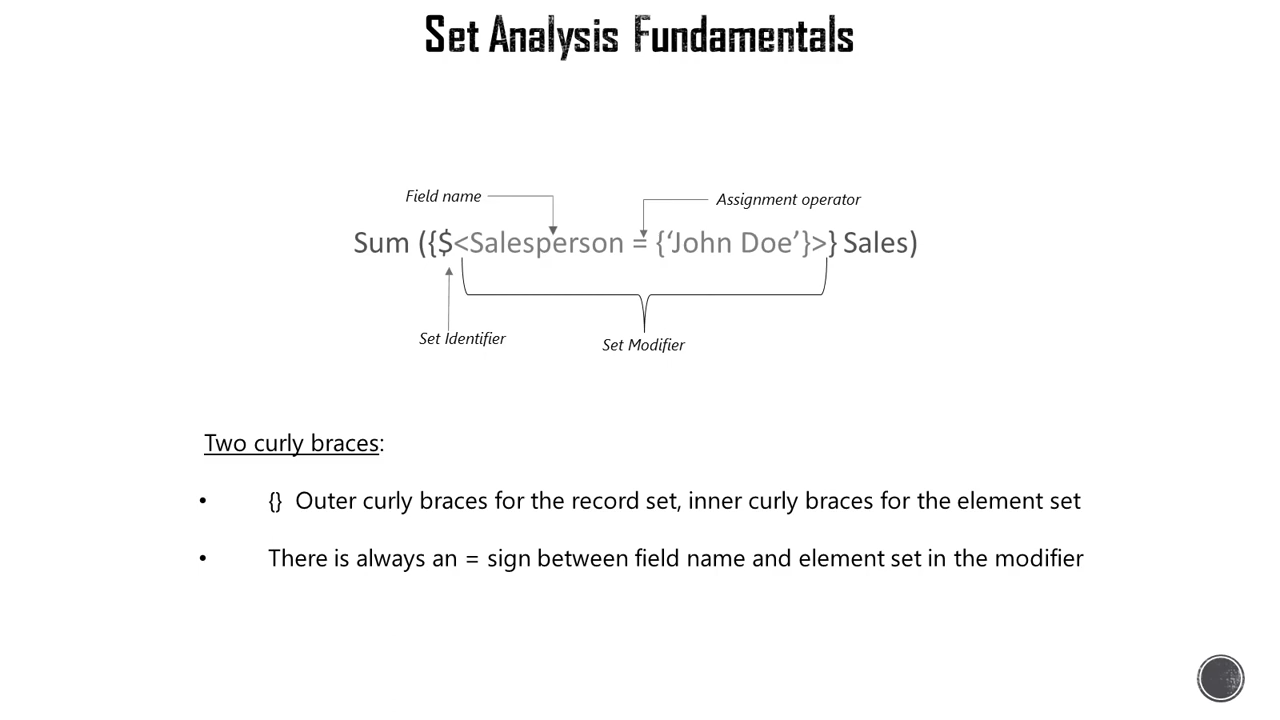 Set Analysis Fundamentals
Field name
Assignment operator
Sum ({$<Salesperson = {‘John Doe’}>} Sales)
Set Identifier
Set Modifier
Two curly braces:
• {} Outer curly braces for the record set, inner curly braces for the element set
• There is always an = sign between field name and element set in the modifier